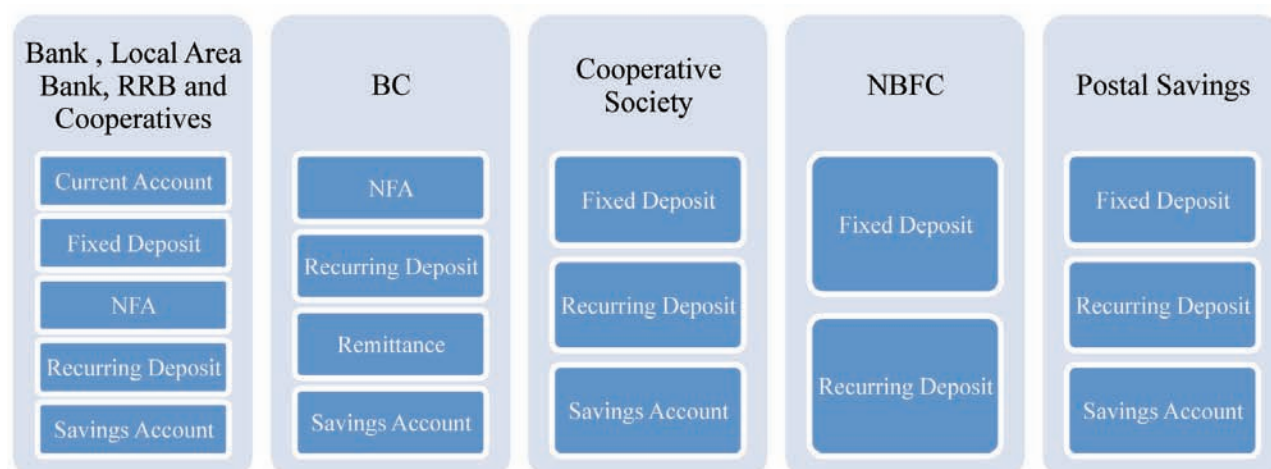 Bank , Local Area
Bank, RRB and
Cooperatives
Current Account
Fixed Deposit
NFA
Recurring Deposit
Savings Account
BC
NFA
Recurring Deposit
Remittance
Savings Account
Cooperative
Society
Fixed Deposit
Recurring Deposit
Savings Account
NBFC
Fixed Deposit
Recurring Deposit
Postal Savings
Fixed Deposit
Recurring Deposit
Savings Account